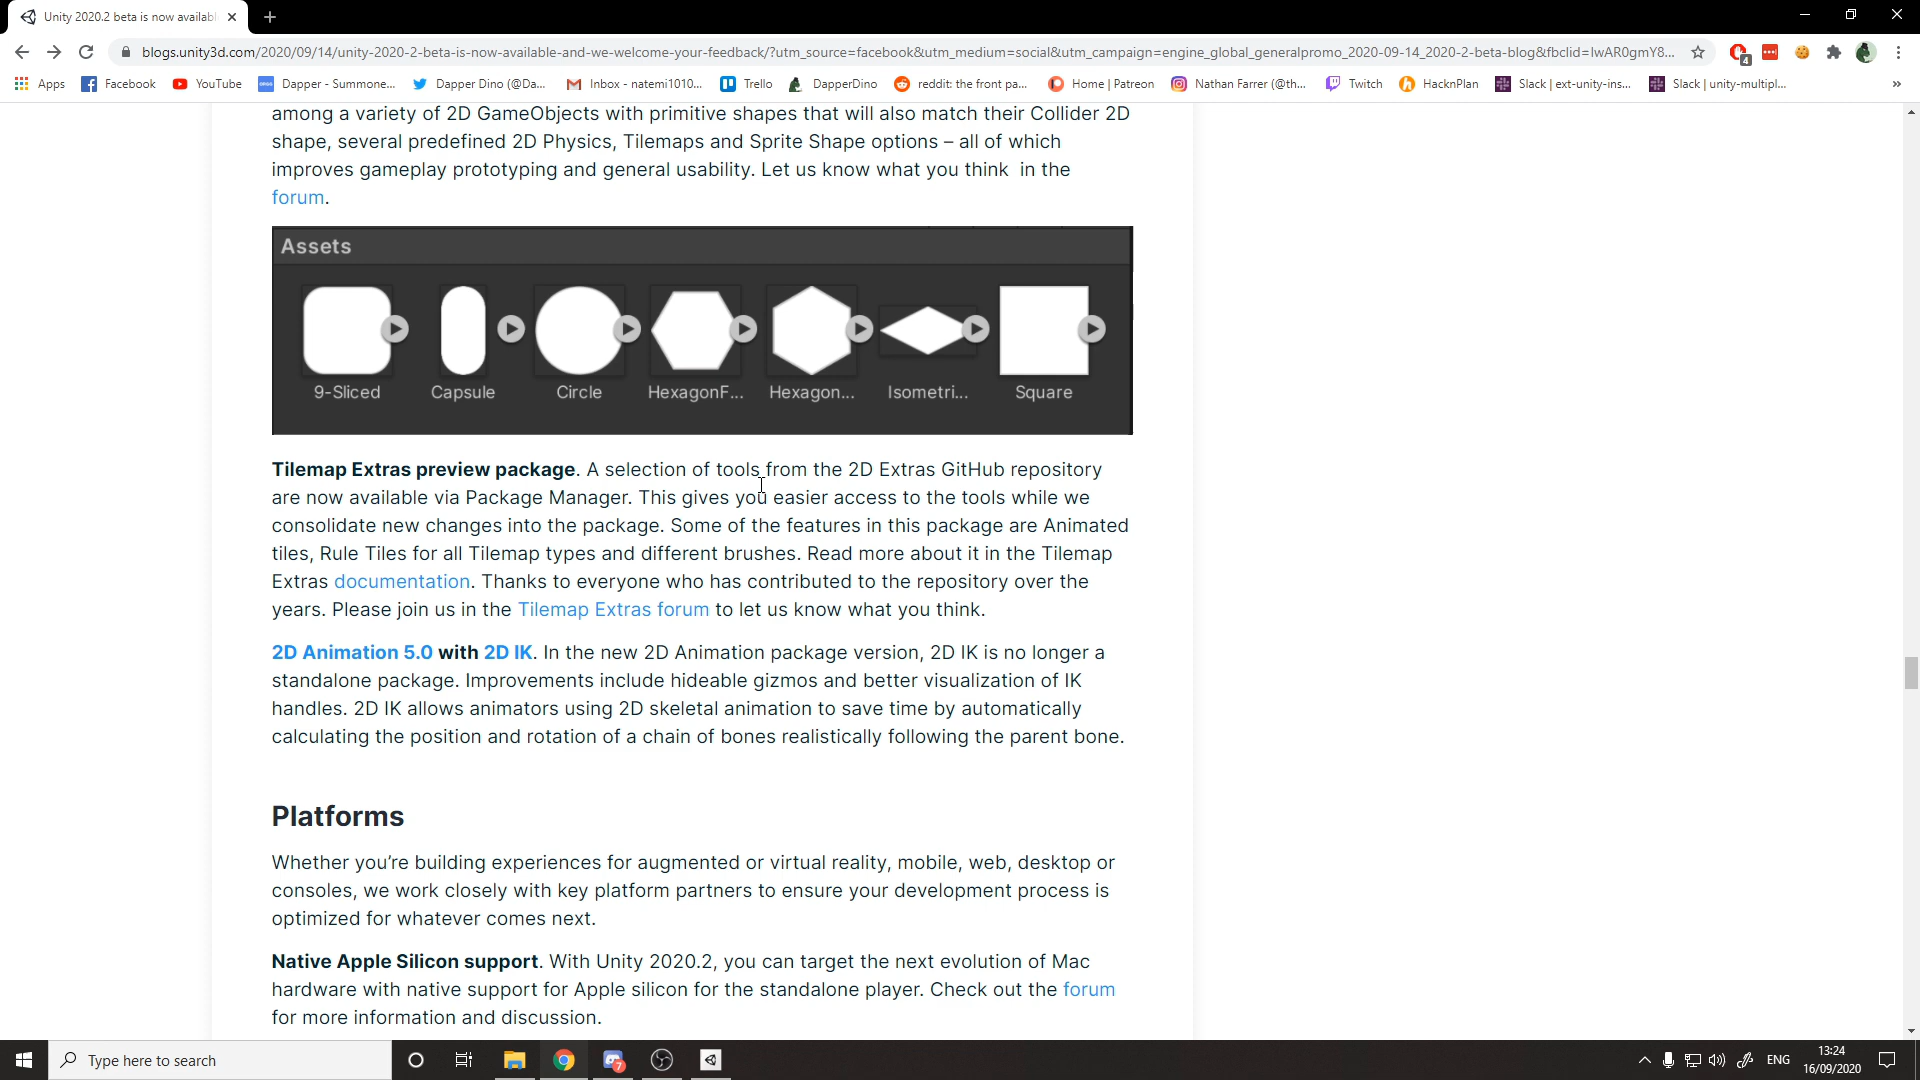 Unity 2020.2 beta is now availab
blogs.unity3d.com/2020/09/14/unity-2020-2-beta-is-now-available-and-we-welcome-your-feedback/?utm_source=facebook&utm_medium=social&utm_campaign=engine_global_generalpromo_2020-09-14_2020-2-beta-blog&fbclid=IwAR0gmY8...
4
Apps Facebook YouTube Dapper - Summone... Dapper Dino (@Da... Inbox - natemi1010... Trello DapperDino reddit: the front pa... Home | Patreon Nathan Farrer (@th... Twitch HacknPlan Slack | ext-unity-ins... Slack | unity-multipl... »
among a variety of 2D GameObjects with primitive shapes that will also match their Collider 2D
shape, several predefined 2D Physics, Tilemaps and Sprite Shape options – all of which
improves gameplay prototyping and general usability. Let us know what you think in the
forum.
Assets
9-Sliced Capsule Circle HexagonF... Hexagon... Isometri... Square
Tilemap Extras preview package. A selection of tools from the 2D Extras GitHub repository
are now available via Package Manager. This gives you easier access to the tools while we
consolidate new changes into the package. Some of the features in this package are Animated
tiles, Rule Tiles for all Tilemap types and different brushes. Read more about it in the Tilemap
Extras documentation. Thanks to everyone who has contributed to the repository over the
years. Please join us in the Tilemap Extras forum to let us know what you think.
2D Animation 5.0 with 2D IK. In the new 2D Animation package version, 2D IK is no longer a
standalone package. Improvements include hideable gizmos and better visualization of IK
handles. 2D IK allows animators using 2D skeletal animation to save time by automatically
calculating the position and rotation of a chain of bones realistically following the parent bone.
Platforms
Whether you're building experiences for augmented or virtual reality, mobile, web, desktop or
consoles, we work closely with key platform partners to ensure your development process is
optimized for whatever comes next.
Native Apple Silicon support. With Unity 2020.2, you can target the next evolution of Mac
hardware with native support for Apple silicon for the standalone player. Check out the forum
for more information and discussion.
Type here to search
7
ENG
13:24
16/09/2020